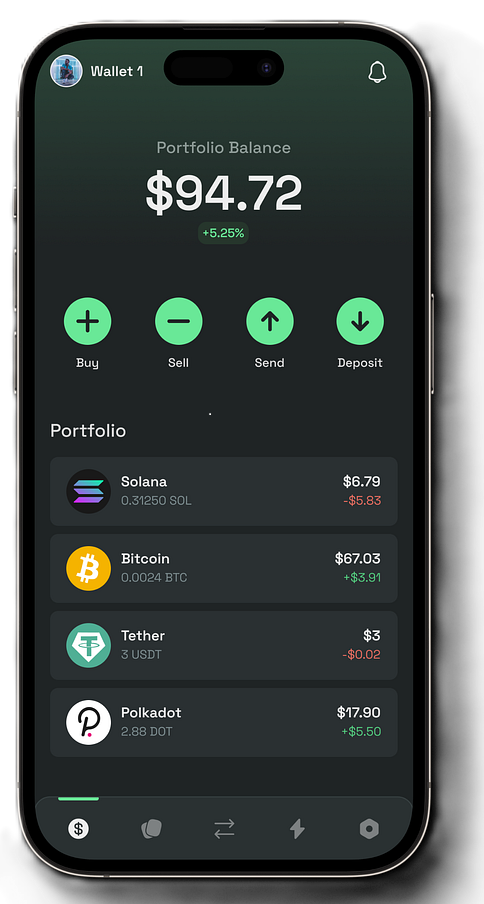 Wallet 1
Portfolio Balance
$94.72
+5.25%
Buy
Sell
Send
Deposit
Portfolio
Solana
$6.79
0.31250 SOL
-$5.83
Bitcoin
$67.03
0.0024 BTC
+$3.91
Tether
$3
3 USDT
-$0.02
Polkadot
$17.90
2.88 DOT
+$5.50